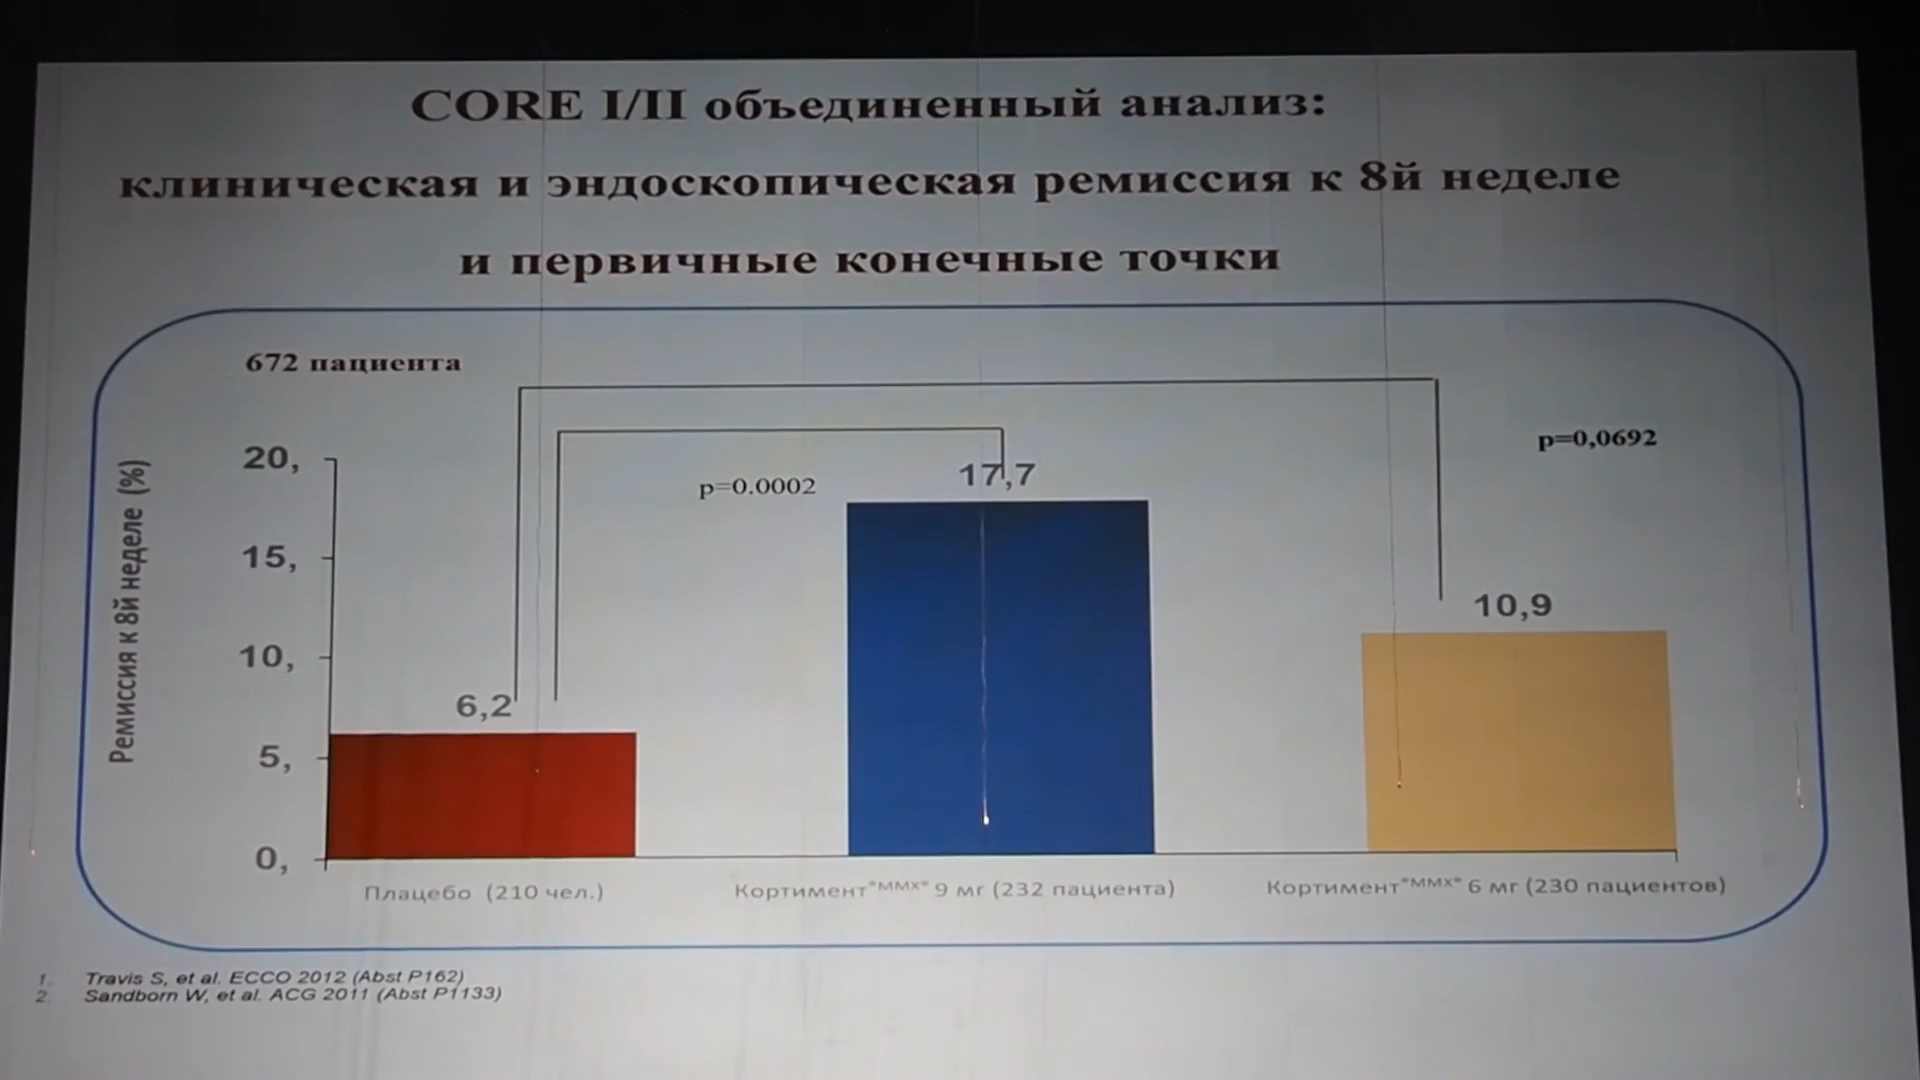 CORE I/II объединенный анализ:
клиническая и эндоскопическая ремиссия к 8й неделе
и первичные конечные точки
672 пациента
p=0,0692
p=0.0002
Ремиссия к 8й неделе (%)
20,
15,
10,
5,
0,
6,2
17,7
10,9
Плацебо (210 чел.)
Кортимент*MMX* 9 мг (232 пациента)
Кортимент*MMX* 6 мг (230 пациентов)
1. Travis S, et al. ECCO 2012 (Abst P162)
2. Sandborn W, et al. ACG 2011 (Abst P1133)